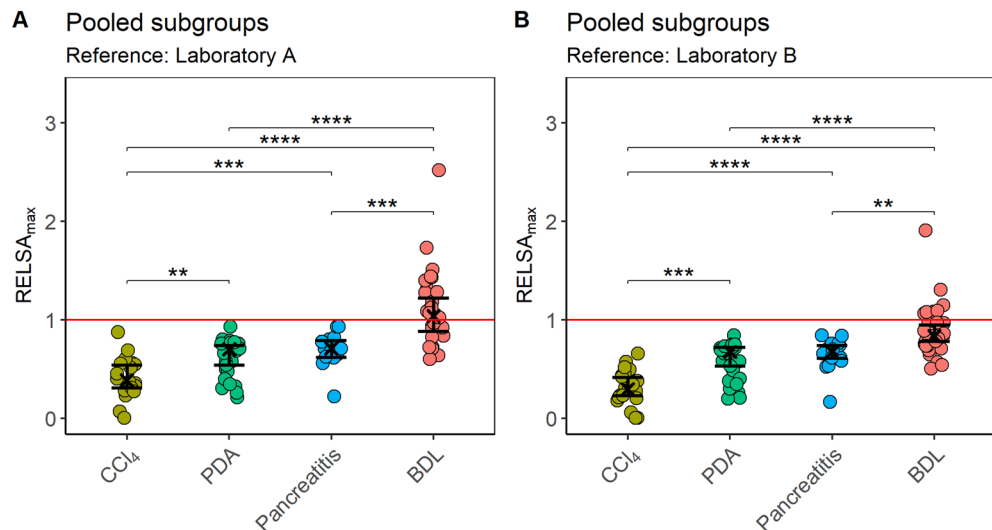 A Pooled subgroups
Reference: Laboratory A
RELSAmax
3
2
1
0
****
****
***
***
**
CCl₄
PDA
Pancreatitis
BDL
B Pooled subgroups
Reference: Laboratory B
RELSAmax
3
2
1
0
****
****
****
**
***
CCl₄
PDA
Pancreatitis
BDL